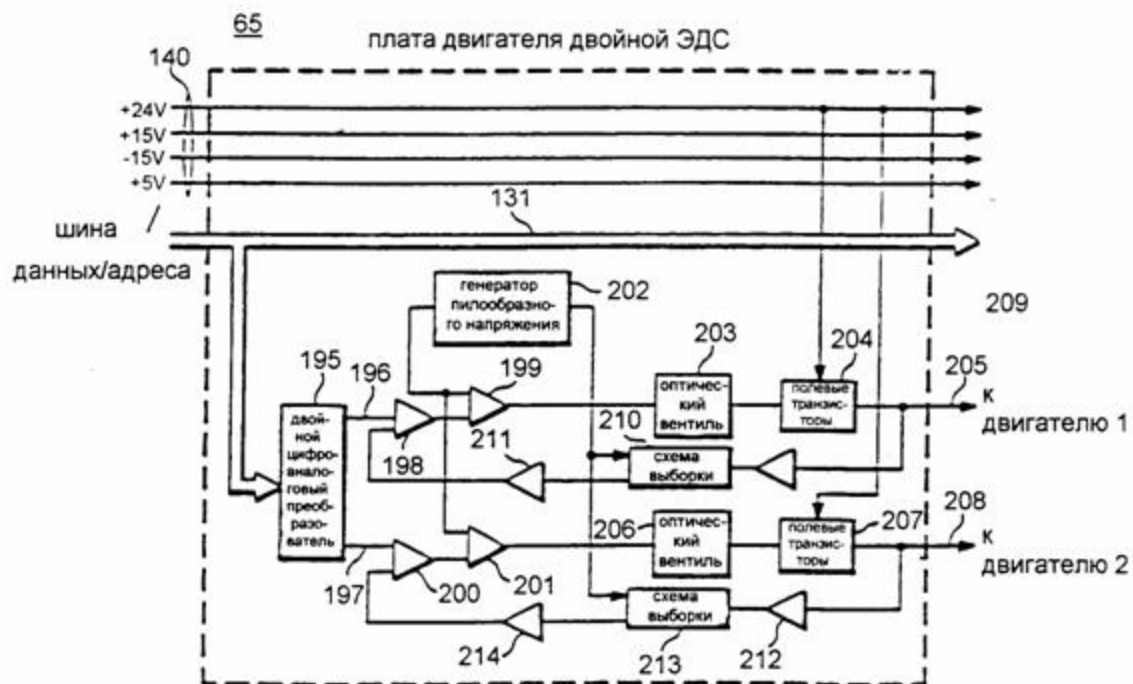 65
плата двигателя двойной ЭДС
140
+24V
+15V
-15V
+5V
131
шина
данных/адреса
генератор
пилообразно-
го напряжения
202
209
203
204
195
196
199
205
двой-
ной
цифро-
анало-
говый
преоб-
разо-
ватель
оптичес-
кий
вентиль
полевые
транзис-
торы
к
двигателю 1
198
211
210
схема
выборки
206
оптичес-
кий
вентиль
полевые
транзис-
торы
207
208
к
двигателю 2
197
200
201
схема
выборки
214
213
212